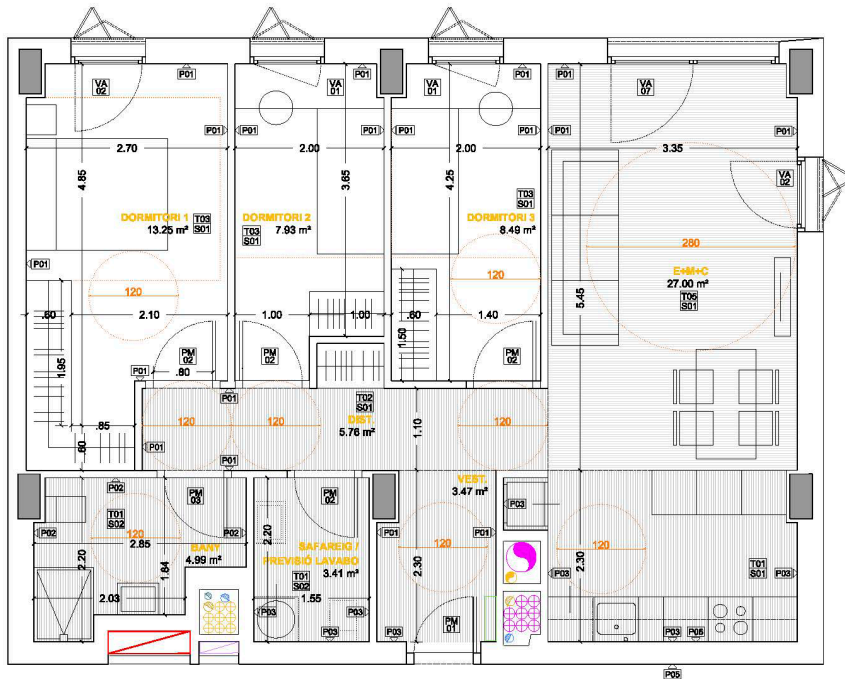 P01
P01
P01
P01
P01
VA
02
VA
01
VA
01
VA
07
P01
P01
P01
P01
P01
P01
2.70
2.00
2.00
3.35
4.85
3.65
4.25
VA
02
DORMITORI 1
13.25 m²
T03
S01
DORMITORI 2
7.93 m²
T03
S01
DORMITORI 3
8.49 m²
T03
S01
280
E+M+C
27.00 m²
T05
S01
P01
120
120
5.45
.60
2.10
1.00
1.00
.60
1.40
1.95
1.50
PM
02
PM
02
PM
02
P01
.80
P01
T02
S01
120
120
DIST.
5.76 m²
1.10
120
.85
P01
.60
P01
VEST.
3.47 m²
P02
PM
03
PM
02
P03
T01
S02
P02
P02
120
2.85
BANY
4.99 m²
2.20
SAFAREIG /
PREVISIÓ LAVABO
3.41 m²
P01
P01
120
120
2.20
1.84
2.30
2.30
T01
S02
P03
P03
T01
S01
2.03
1.55
P03
P03
P03
P03
PM
01
P03
P03
P05
P05